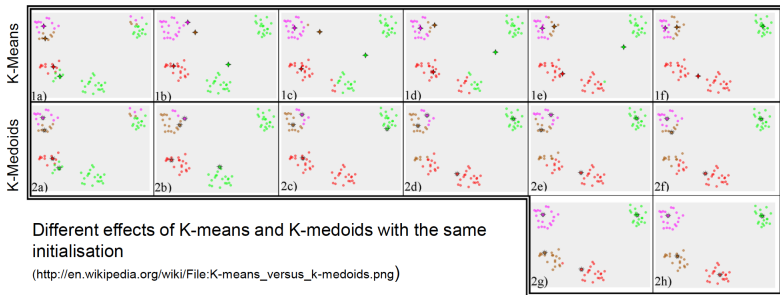 K-Means
1a) 1b) 1c) 1d) 1e) 1f)
K-Medoids
2a) 2b) 2c) 2d) 2e) 2f)
Different effects of K-means and K-medoids with the same
initialisation
(http://en.wikipedia.org/wiki/File:K-means_versus_k-medoids.png)
2g) 2h)